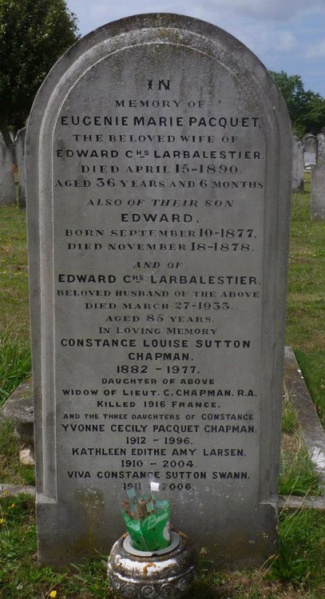 IN
MEMORY OF
EUGENIE MARIE PACQUET,
THE BELOVED WIFE OF
EDWARD CHS LARBALESTIER.
DIED APRIL 15-1890.
AGED 36 YEARS AND 6 MONTHS
ALSO OF THEIR SON
EDWARD.
BORN SEPTEMBER 10-1877,
DIED NOVEMBER 18-1878.
AND OF
EDWARD CHS LARBALESTIER.
BELOVED HUSBAND OF THE ABOVE
DIED MARCH 27-1933.
AGED 85 YEARS.
IN LOVING MEMORY
CONSTANCE LOUISE SUTTON
CHAPMAN.
1882 - 1977.
DAUGHTER OF ABOVE
WIDOW OF LIEUT. C. CHAPMAN. R.A.
KILLED 1916 FRANCE.
AND THE THREE DAUGHTERS OF CONSTANCE
YVONNE CECILY PACQUET CHAPMAN.
1912 - 1996.
KATHLEEN EDITHE AMY LARSEN.
1910 - 2004
VIVA CONSTANCE SUTTON SWANN.